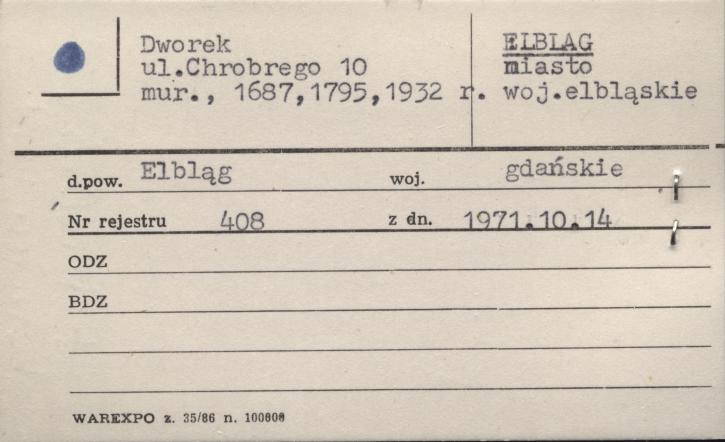 Dworek
ul.Chrobrego 10
mur., 1687,1795,1932 r.
ELBLĄG
miasto
woj.elbląskie
d.pow. Elbląg woj. gdańskie
Nr rejestru 408 z dn. 1971.10.14
ODZ
BDZ
WAREXPO z. 35/86 n. 100000